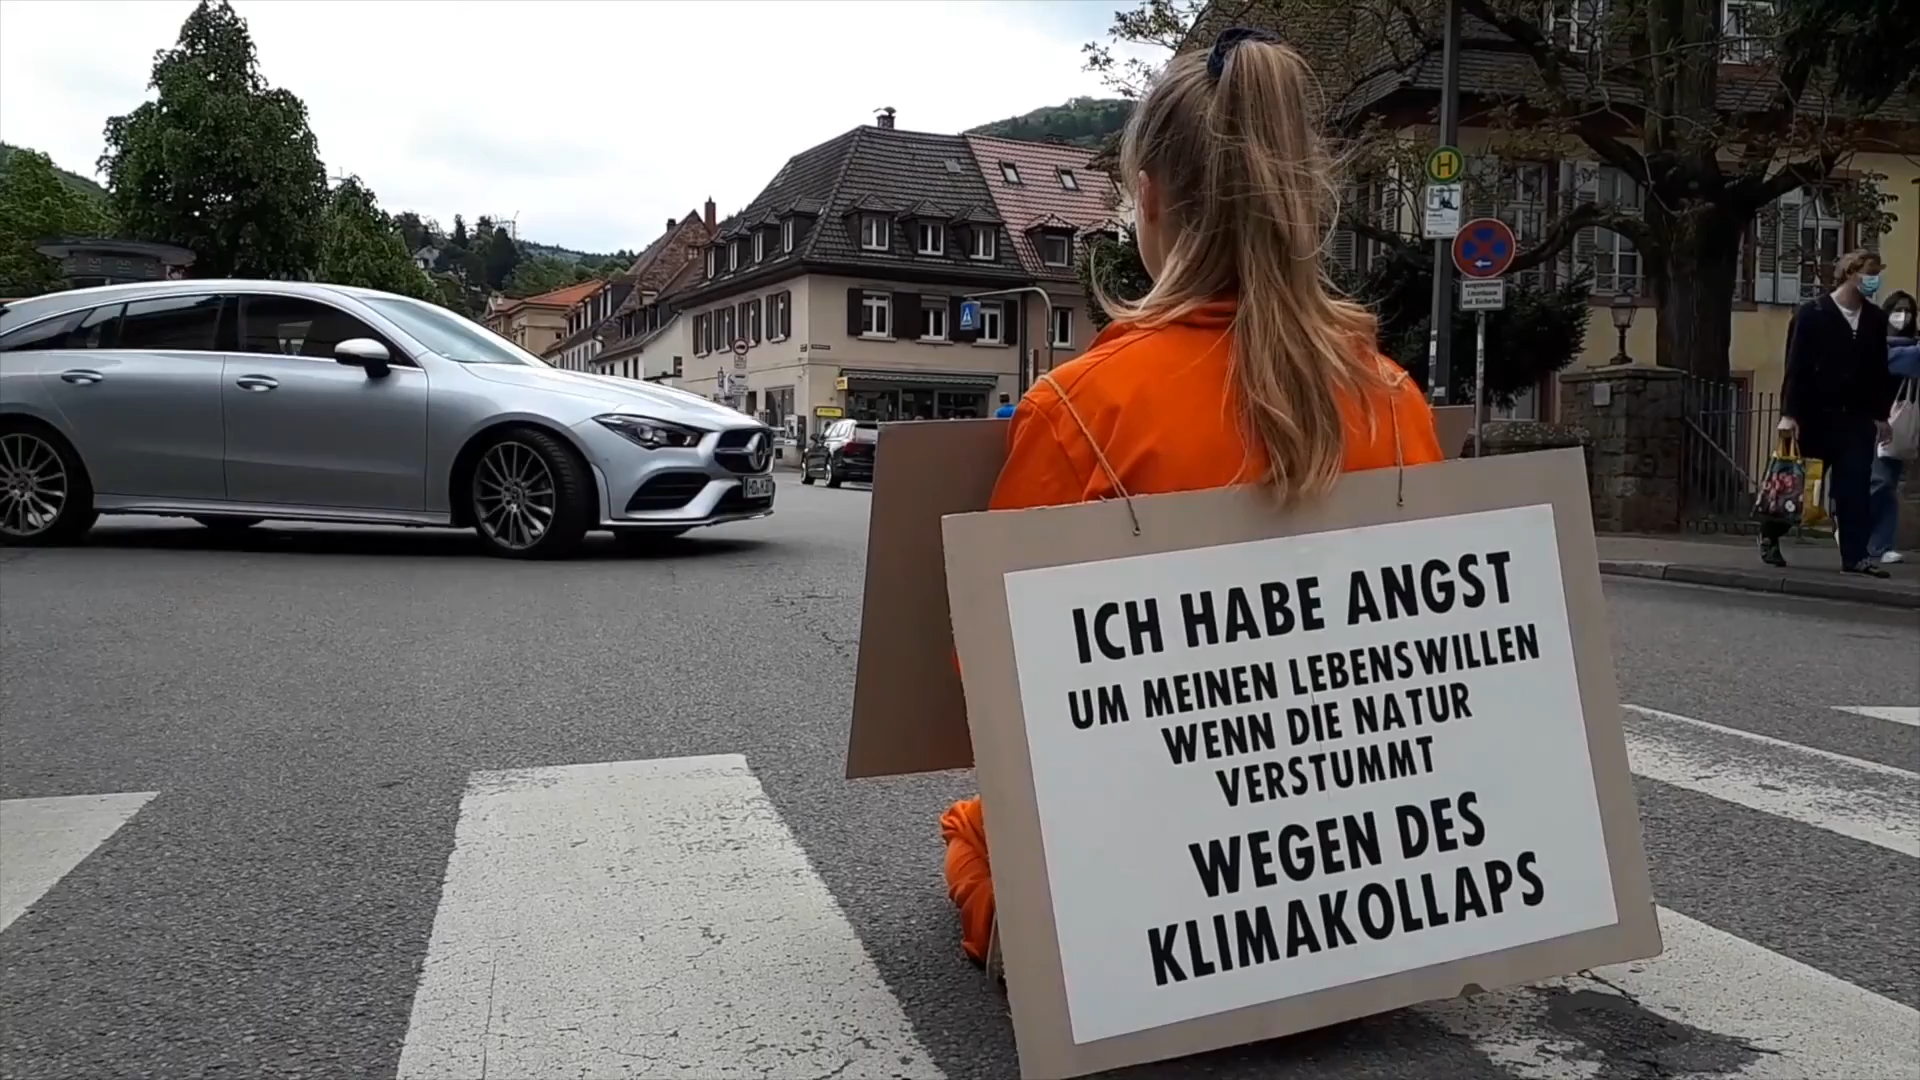 H
ICH HABE ANGST
UM MEINEN LEBENSWILLEN
WENN DIE NATUR
VERSTUMMT
WEGEN DES
KLIMAKOLLAPS